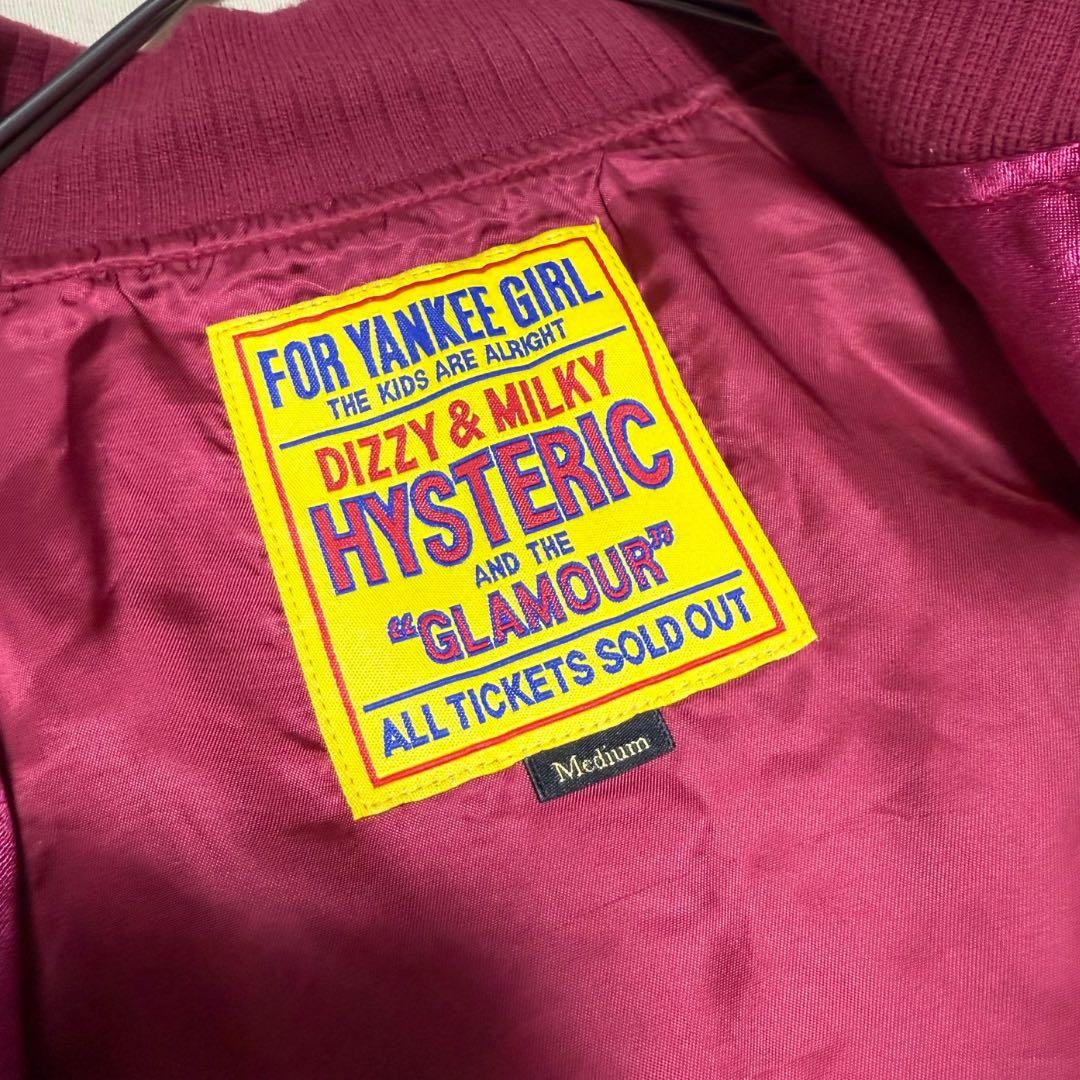 FOR YANKEE GIRL
THE KIDS ARE ALRIGHT
DIZZY & MILKY
HYSTERIC
AND THE
“GLAMOUR”
ALL TICKETS SOLD OUT
Medium